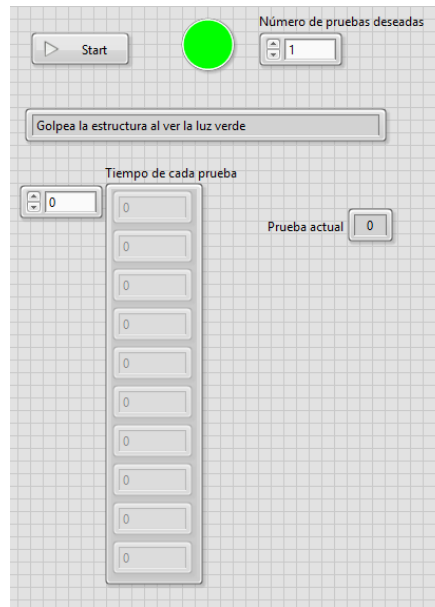 Número de pruebas deseadas
Start
1
Golpea la estructura al ver la luz verde
Tiempo de cada prueba
0
0
Prueba actual 0
0
0
0
0
0
0
0
0
0